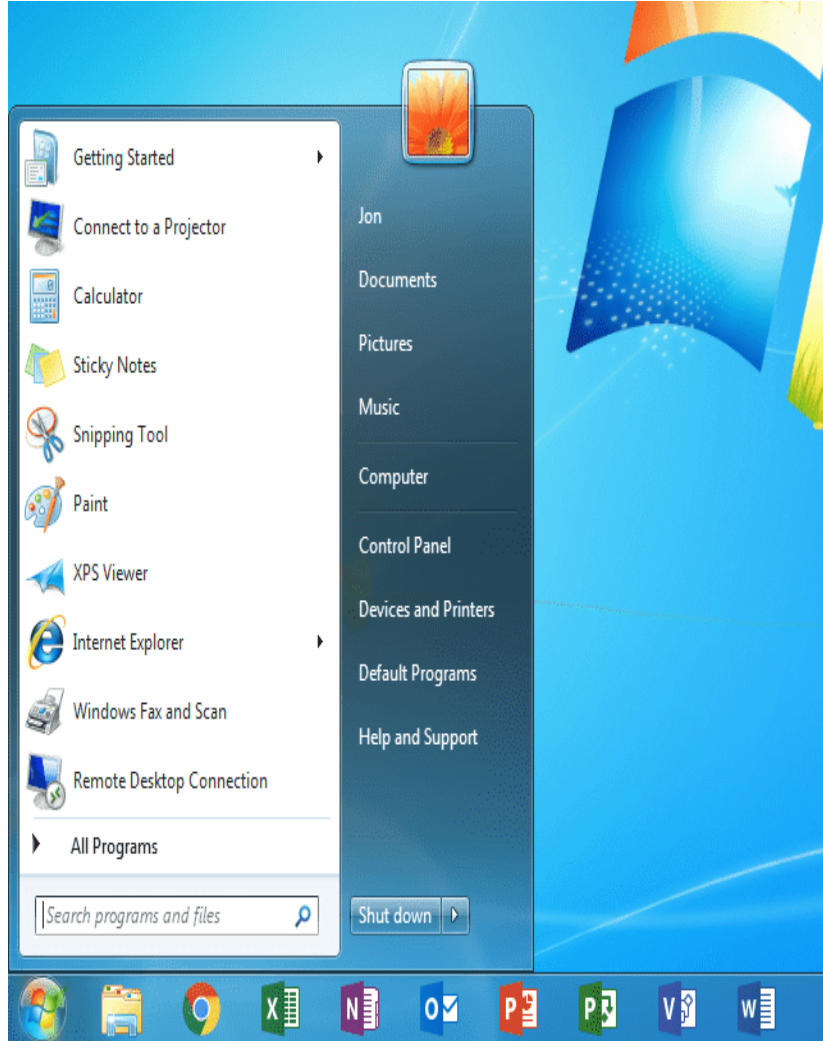 Getting Started
Connect to a Projector
Calculator
Sticky Notes
Snipping Tool
Paint
XPS Viewer
Internet Explorer
Windows Fax and Scan
Remote Desktop Connection
All Programs
Search programs and files
Jon
Documents
Pictures
Music
Computer
Control Panel
Devices and Printers
Default Programs
Help and Support
Shut down
X N O P P V W